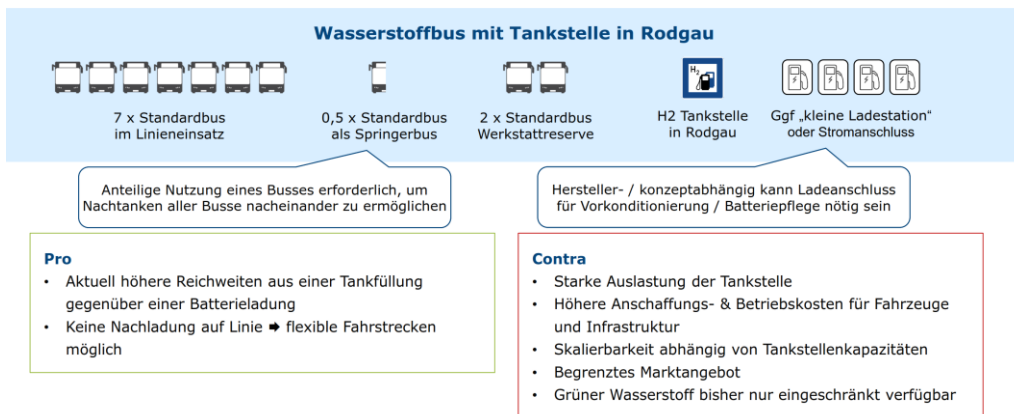 Wasserstoffbus mit Tankstelle in Rodgau
7 x Standardbus
im Linieneinsatz
0,5 x Standardbus
als Springerbus
2 x Standardbus
Werkstattreserve
H2
H2 Tankstelle
in Rodgau
Ggf „kleine Ladestation"
oder Stromanschluss
Anteilige Nutzung eines Busses erforderlich, um
Nachtanken aller Busse nacheinander zu ermöglichen
Hersteller- / konzeptabhängig kann Ladeanschluss
für Vorkonditionierung / Batteriepflege nötig sein
Pro
• Aktuell höhere Reichweiten aus einer Tankfüllung
gegenüber einer Batterieladung
• Keine Nachladung auf Linie ➡ flexible Fahrstrecken
möglich
Contra
• Starke Auslastung der Tankstelle
• Höhere Anschaffungs- & Betriebskosten für Fahrzeuge
und Infrastruktur
• Skalierbarkeit abhängig von Tankstellenkapazitäten
• Begrenztes Marktangebot
• Grüner Wasserstoff bisher nur eingeschränkt verfügbar